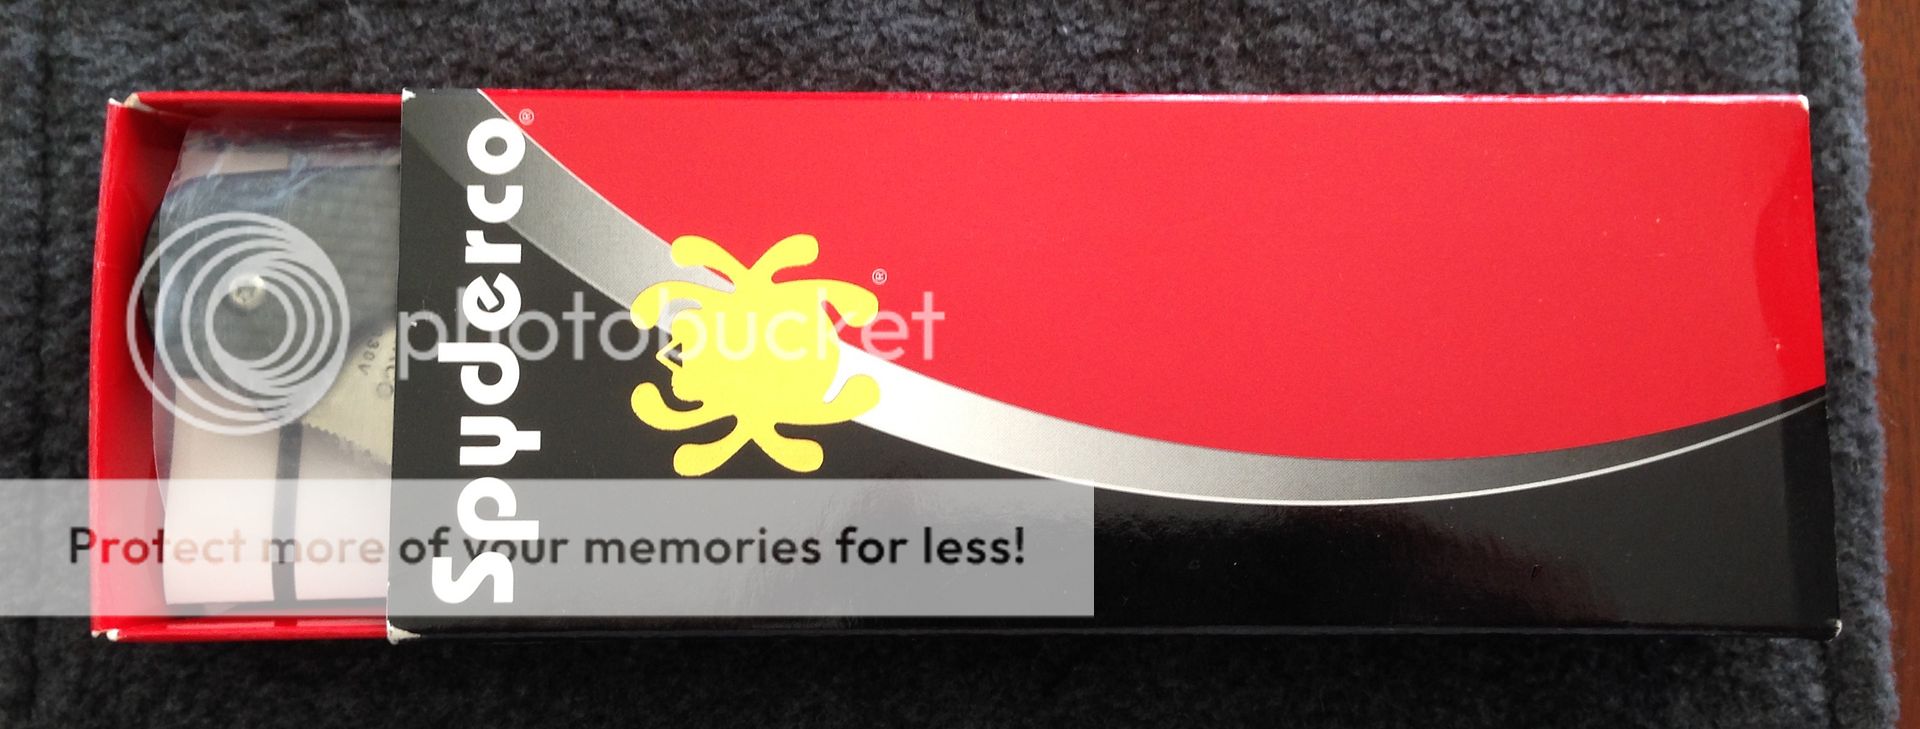 Spyderco®
®
photobucket
30V
Protect more of your memories for less!